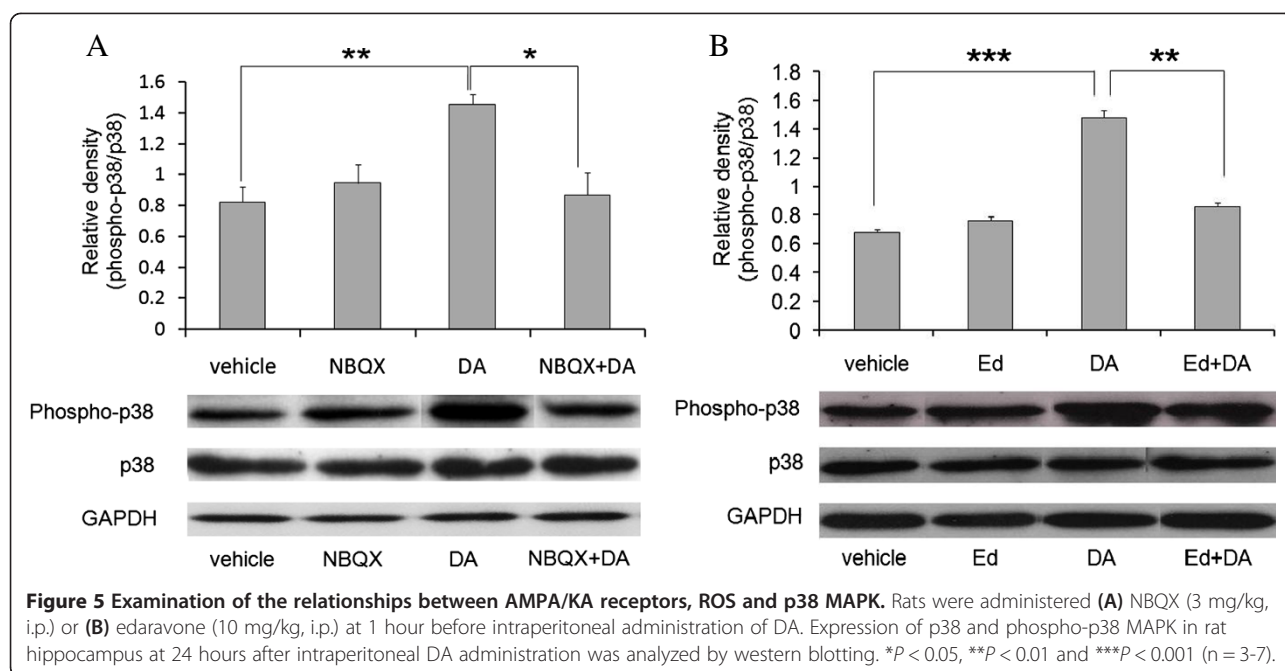 A
** *
1.6
1.4
1.2
1
0.8
0.6
0.4
0.2
0
Relative density
(phospho-p38/p38)
vehicle NBQX DA NBQX+DA
Phospho-p38
p38
GAPDH
vehicle NBQX DA NBQX+DA
B
*** **
1.8
1.6
1.4
1.2
1
0.8
0.6
0.4
0.2
0
Relative density
(phospho-p38/p38)
vehicle Ed DA Ed+DA
Phospho-p38
p38
GAPDH
vehicle Ed DA Ed+DA
Figure 5 Examination of the relationships between AMPA/KA receptors, ROS and p38 MAPK. Rats were administered (A) NBQX (3 mg/kg,
i.p.) or (B) edaravone (10 mg/kg, i.p.) at 1 hour before intraperitoneal administration of DA. Expression of p38 and phospho-p38 MAPK in rat
hippocampus at 24 hours after intraperitoneal DA administration was analyzed by western blotting. *P < 0.05, **P < 0.01 and ***P < 0.001 (n = 3-7).